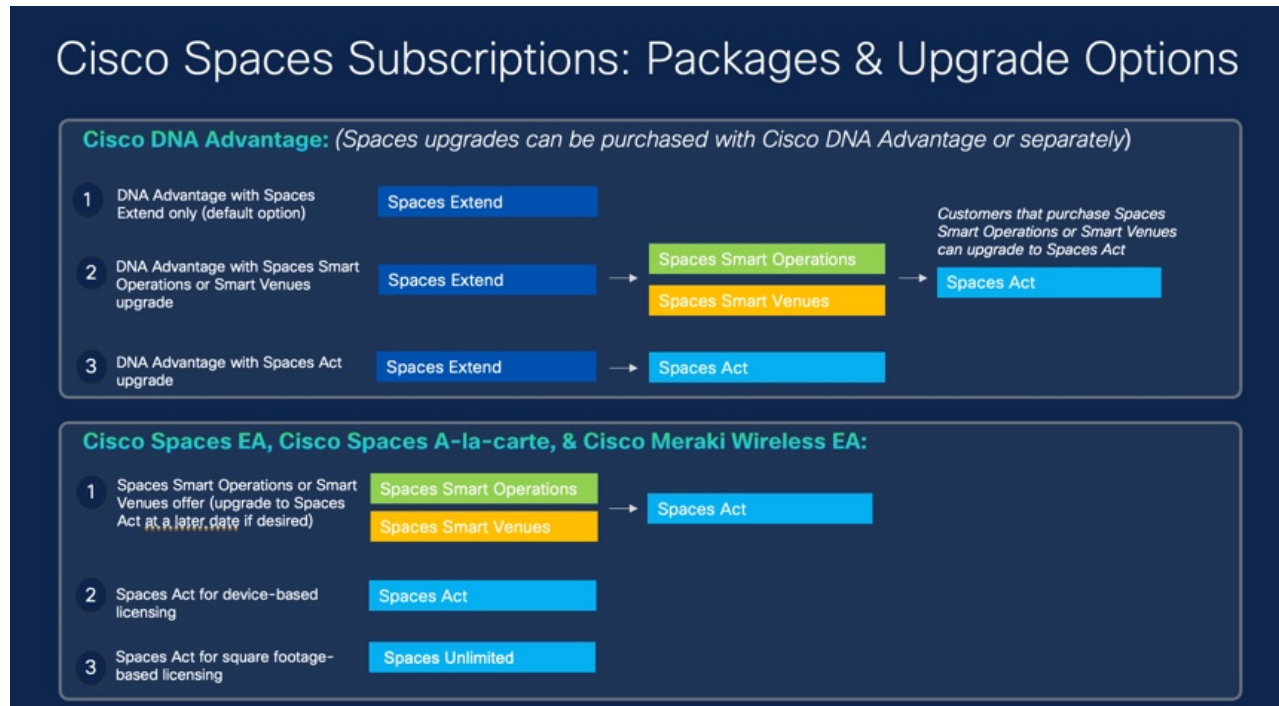 Cisco Spaces Subscriptions: Packages & Upgrade Options
Cisco DNA Advantage: (Spaces upgrades can be purchased with Cisco DNA Advantage or separately)
1
DNA Advantage with Spaces
Extend only (default option)
Spaces Extend
2
DNA Advantage with Spaces Smart
Operations or Smart Venues
upgrade
Spaces Extend
Spaces Smart Operations
Spaces Smart Venues
Customers that purchase Spaces
Smart Operations or Smart Venues
can upgrade to Spaces Act
Spaces Act
3
DNA Advantage with Spaces Act
upgrade
Spaces Extend
Spaces Act
Cisco Spaces EA, Cisco Spaces A-la-carte, & Cisco Meraki Wireless EA:
1
Spaces Smart Operations or Smart
Venues offer (upgrade to Spaces
Act at a later date if desired)
Spaces Smart Operations
Spaces Smart Venues
Spaces Act
2
Spaces Act for device-based
licensing
Spaces Act
3
Spaces Act for square footage-
based licensing
Spaces Unlimited